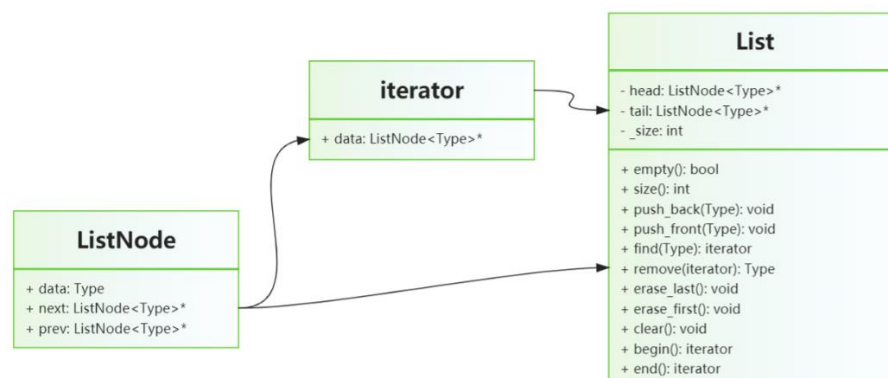 List
- head: ListNode<Type>*
- tail: ListNode<Type>*
- _size: int
+ empty(): bool
+ size(): int
+ push_back(Type): void
+ push_front(Type): void
+ find(Type): iterator
+ remove(iterator): Type
+ erase_last(): void
+ erase_first(): void
+ clear(): void
+ begin(): iterator
+ end(): iterator
iterator
+ data: ListNode<Type>*
ListNode
+ data: Type
+ next: ListNode<Type>*
+ prev: ListNode<Type>*